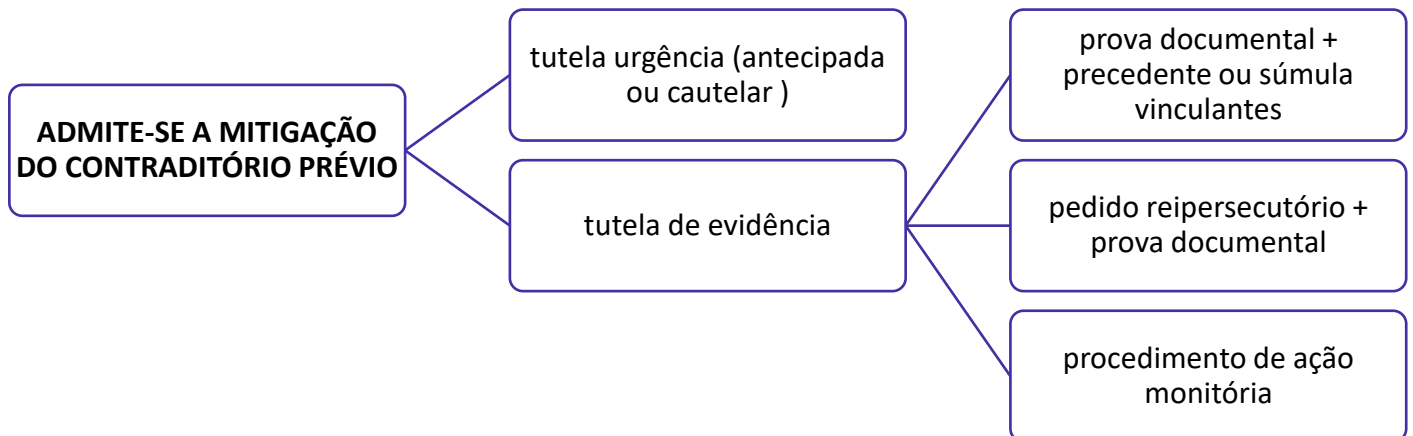 ADMITE-SE A MITIGAÇÃO
DO CONTRADITÓRIO PRÉVIO
tutela urgência (antecipada
ou cautelar )
tutela de evidência
prova documental +
precedente ou súmula
vinculantes
pedido reipersecutório +
prova documental
procedimento de ação
monitória